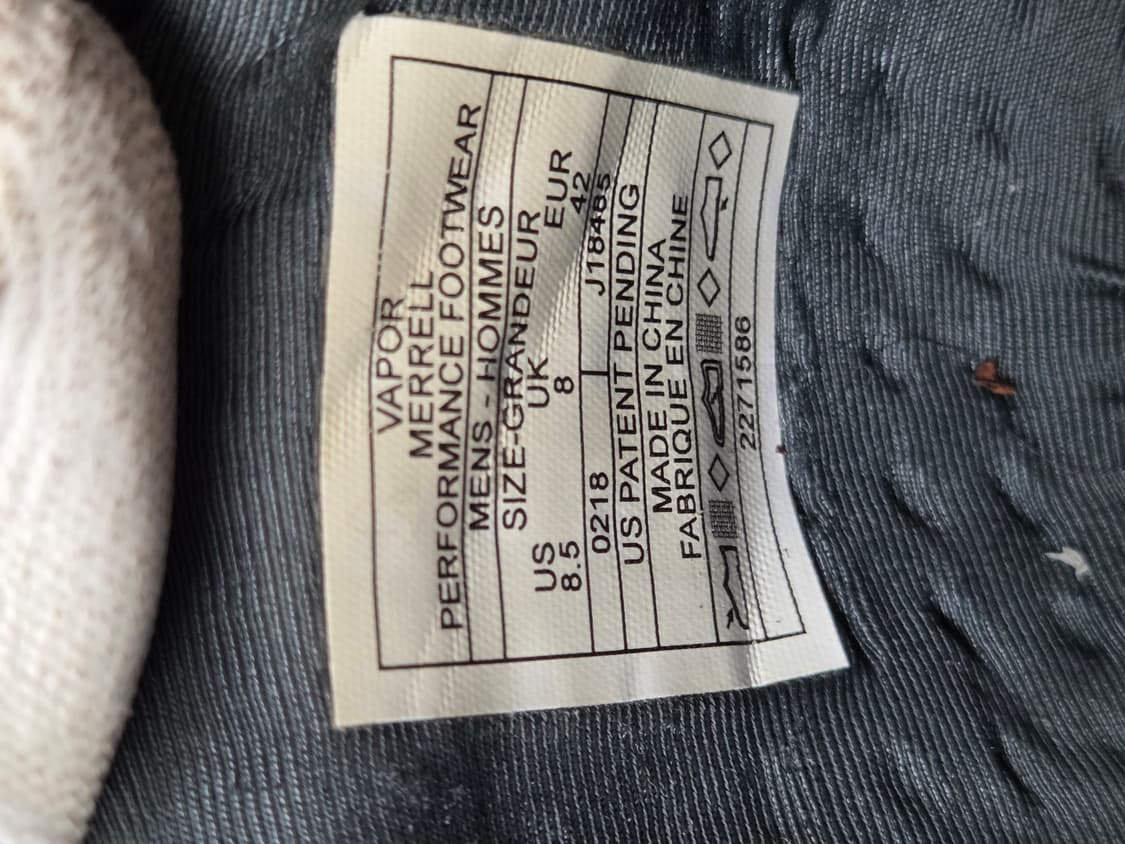 VAPOR
MERRELL
PERFORMANCE FOOTWEAR
MENS - HOMMES
SIZE-GRANDEUR
US UK EUR
8.5 8 42
0218 J18485
US PATENT PENDING
MADE IN CHINA
FABRIQUE EN CHINE
2271586